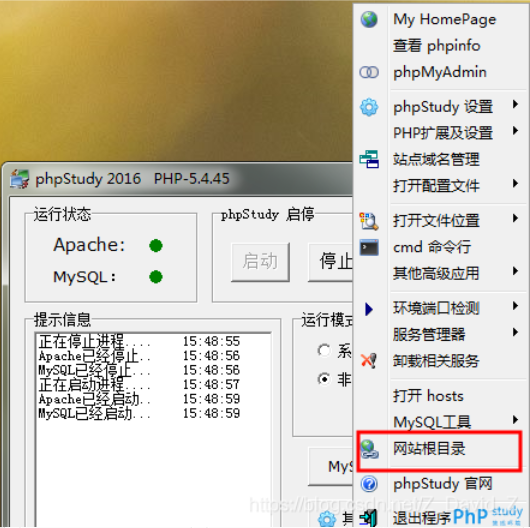 My HomePage
查看 phpinfo
phpMyAdmin
phpStudy 设置
PHP扩展及设置
站点域名管理
打开配置文件
打开文件位置
cmd 命令行
其他高级应用
环境端口检测
服务管理器
卸载相关服务
打开 hosts
MySQL工具
网站根目录
phpStudy 官网
退出程序
phpStudy 2016 PHP-5.4.45
运行状态
Apache:
MySQL:
phpStudy 启停
启动
停止
提示信息
正在停止进程.... 15:48:55
Apache已经停止.. 15:48:56
MySQL已经停止... 15:48:56
正在启动进程.... 15:48:57
Apache已经启动.. 15:48:59
MySQL已经启动... 15:48:59
运行模式
系
非
MyS
其
PhP study